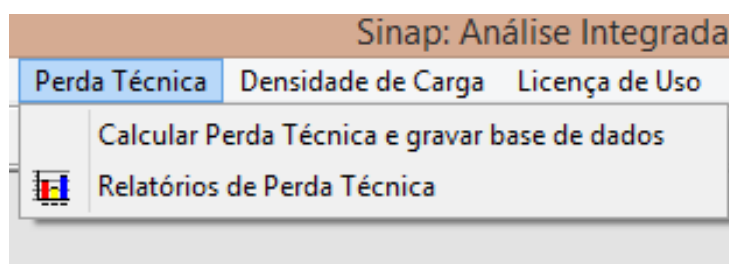 Sinap: Análise Integrada
Perda Técnica Densidade de Carga Licença de Uso
Calcular Perda Técnica e gravar base de dados
Relatórios de Perda Técnica